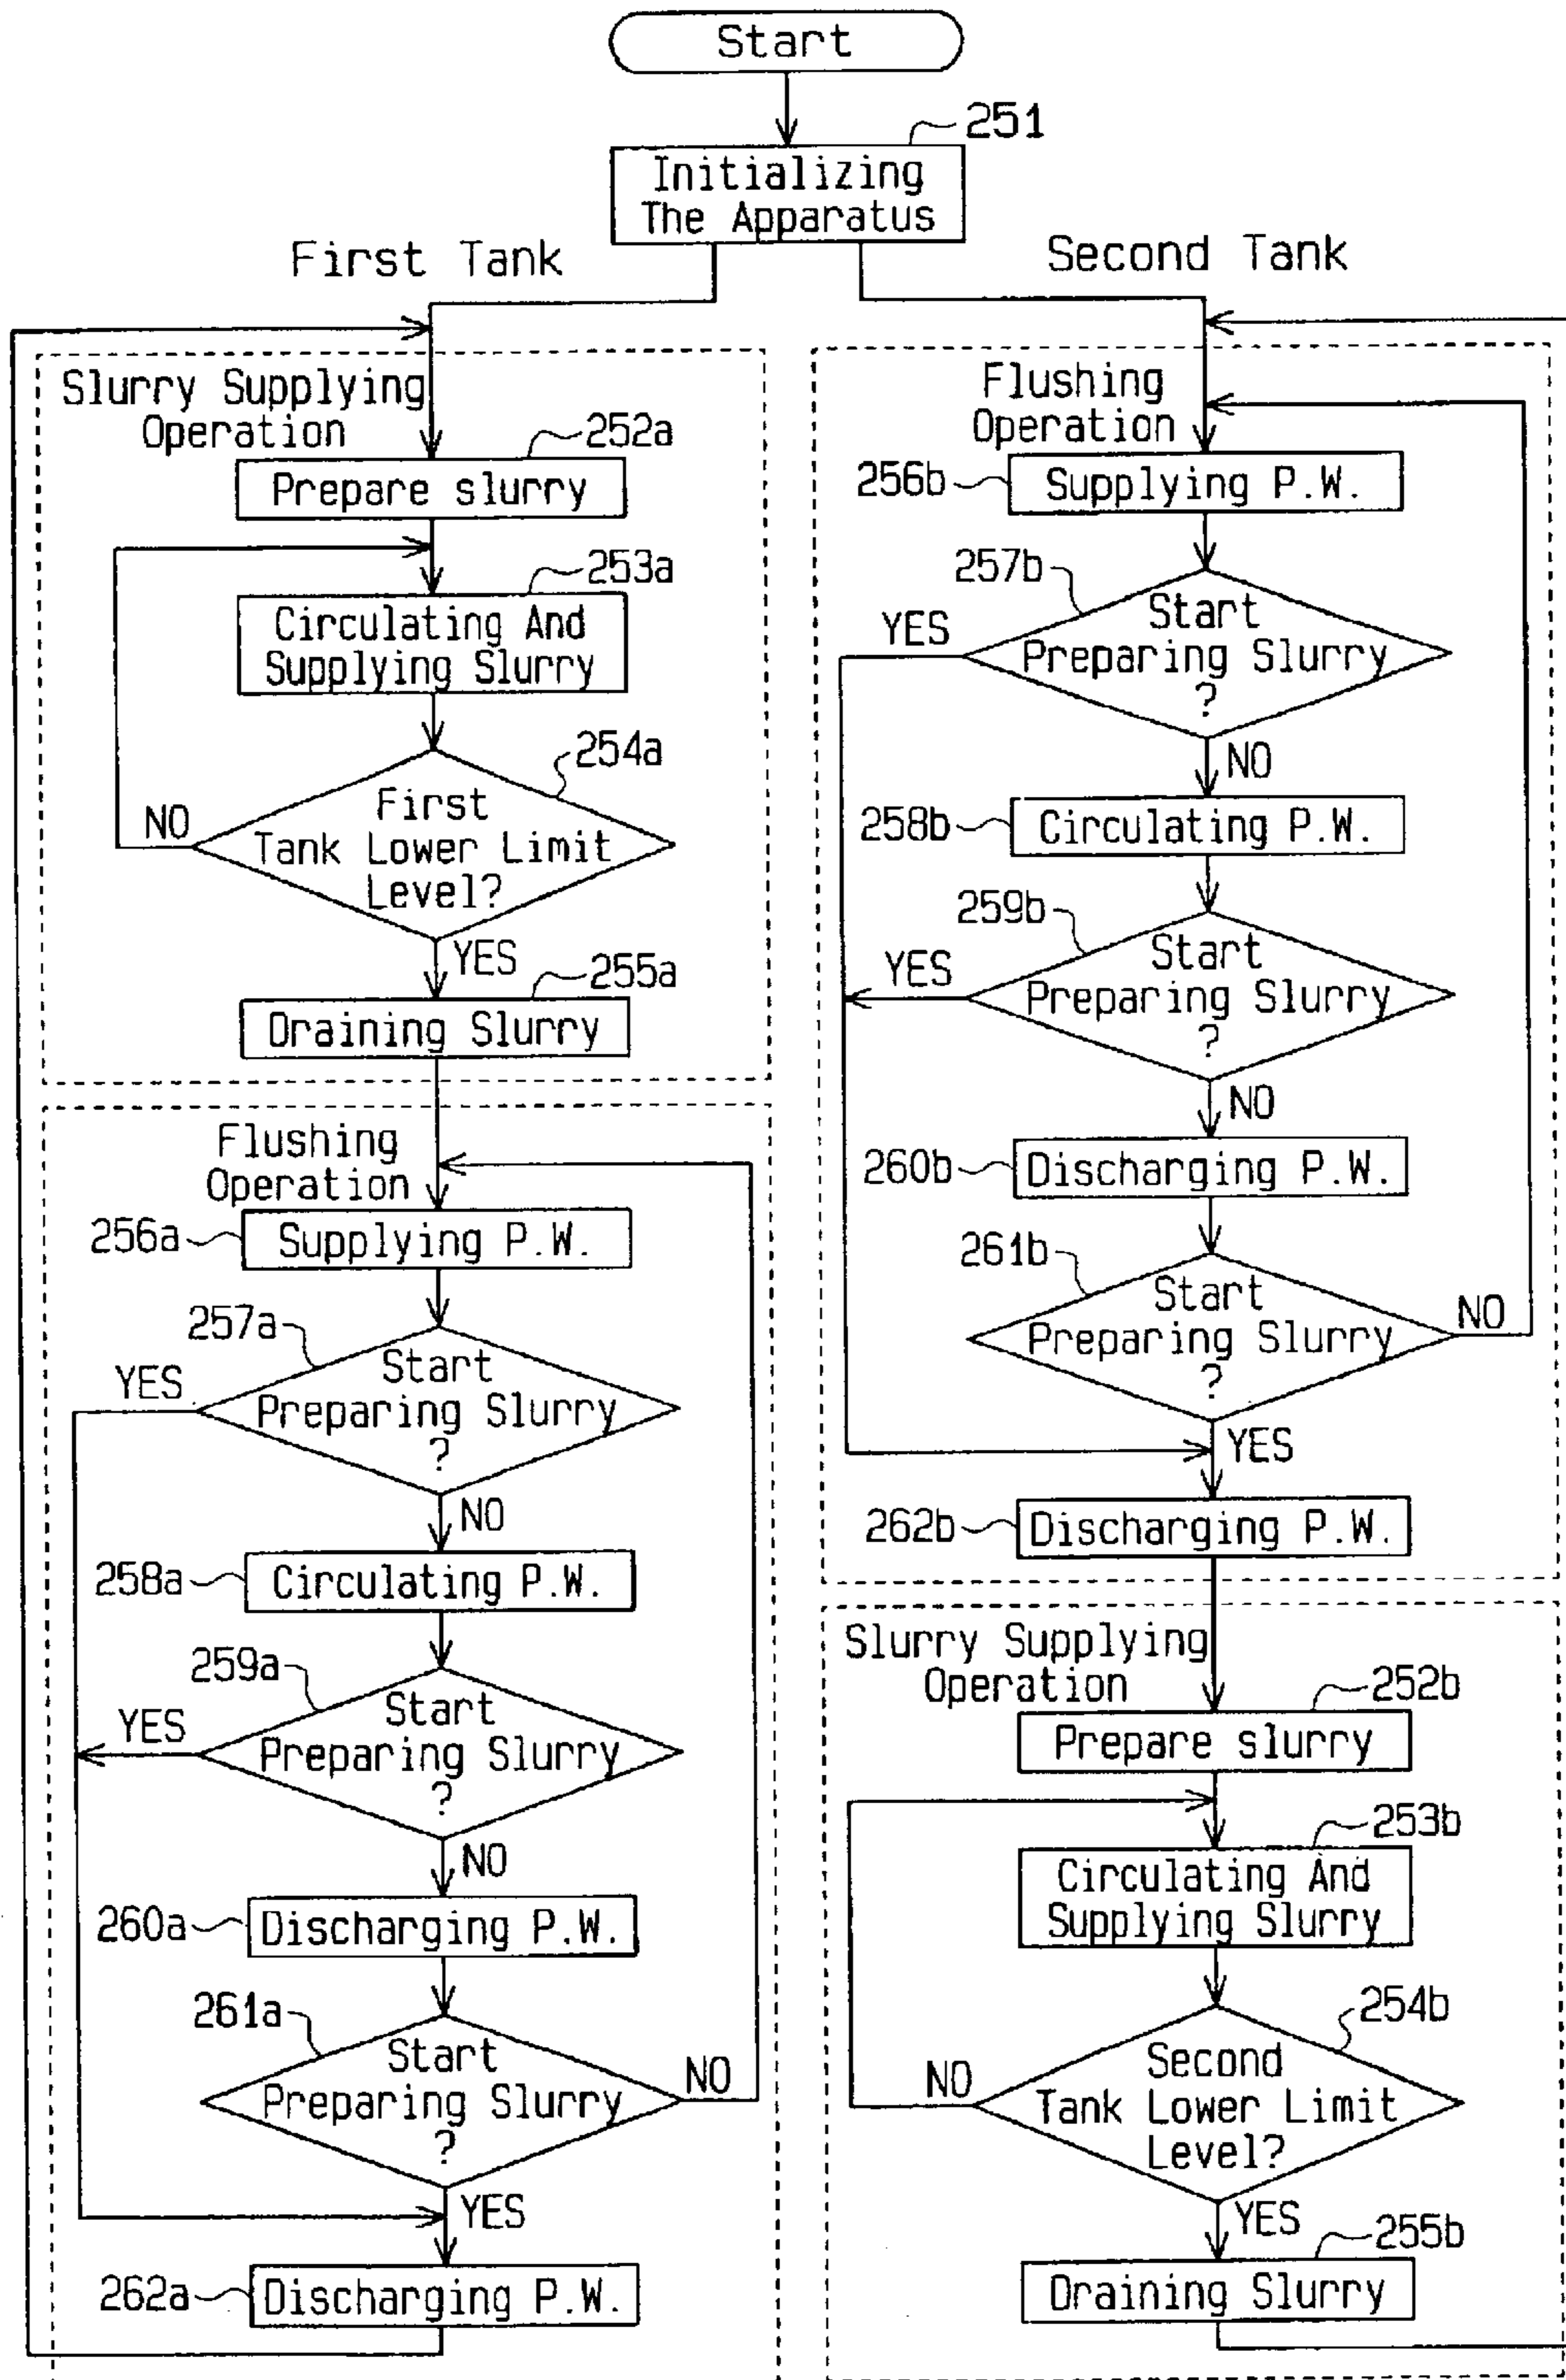 Start
251
Initializing
The Apparatus
First Tank
Slurry Supplying
Operation
252a
Prepare slurry
253a
Circulating And
Supplying Slurry
254a
First
Tank Lower Limit
Level?
NO
YES
255a
Draining Slurry
Flushing
Operation
256a
Supplying P.W.
257a
Start
Preparing Slurry
?
YES
NO
258a
Circulating P.W.
259a
Start
Preparing Slurry
?
YES
NO
260a
Discharging P.W.
261a
Start
Preparing Slurry
?
NO
YES
262a
Discharging P.W.
Second Tank
Flushing
Operation
256b
Supplying P.W.
257b
Start
Preparing Slurry
?
YES
NO
258b
Circulating P.W.
259b
Start
Preparing Slurry
?
YES
NO
260b
Discharging P.W.
261b
Start
Preparing Slurry
?
NO
YES
262b
Discharging P.W.
Slurry Supplying
Operation
252b
Prepare slurry
253b
Circulating And
Supplying Slurry
254b
Second
Tank Lower Limit
Level?
NO
YES
255b
Draining Slurry